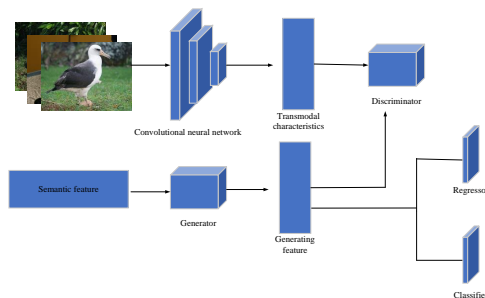 Convolutional neural network
Transmodal
characteristics
Discriminator
Semantic feature
Generator
Generating
feature
Regresso
Classifie